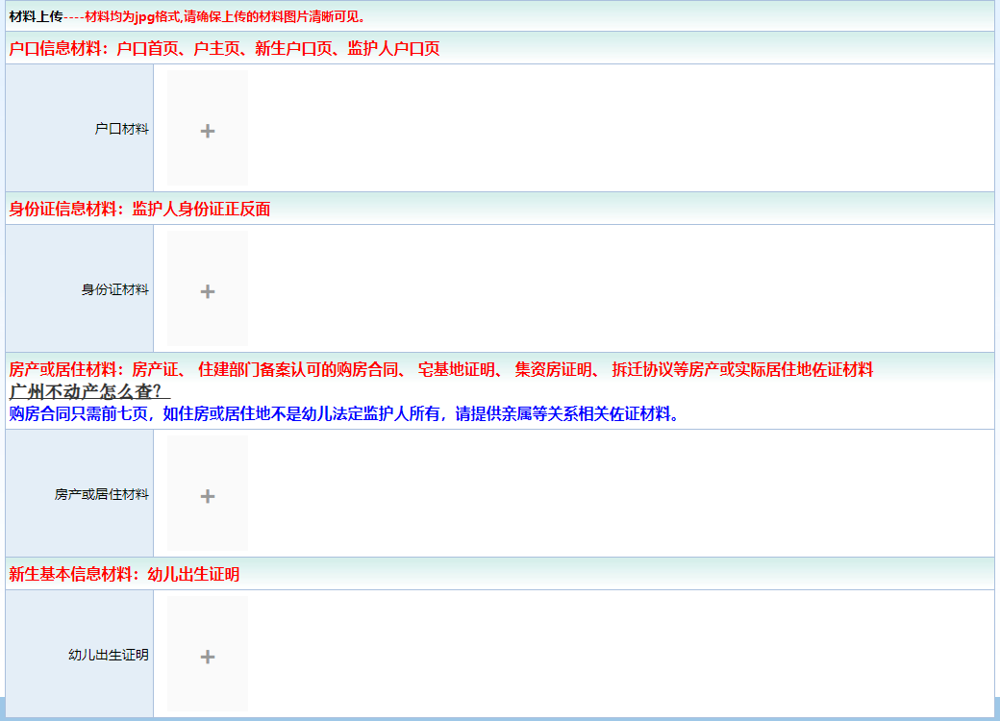 材料上传----材料均为jpg格式,请确保上传的材料图片清晰可见。
户口信息材料：户口首页、户主页、新生户口页、监护人户口页
户口材料
+
身份证信息材料：监护人身份证正反面
身份证材料
+
房产或居住材料：房产证、 住建部门备案认可的购房合同、 宅基地证明、 集资房证明、 拆迁协议等房产或实际居住地佐证材料
广州不动产怎么查？
购房合同只需前七页，如住房或居住地不是幼儿法定监护人所有，请提供亲属等关系相关佐证材料。
房产或居住材料
+
新生基本信息材料：幼儿出生证明
幼儿出生证明
+